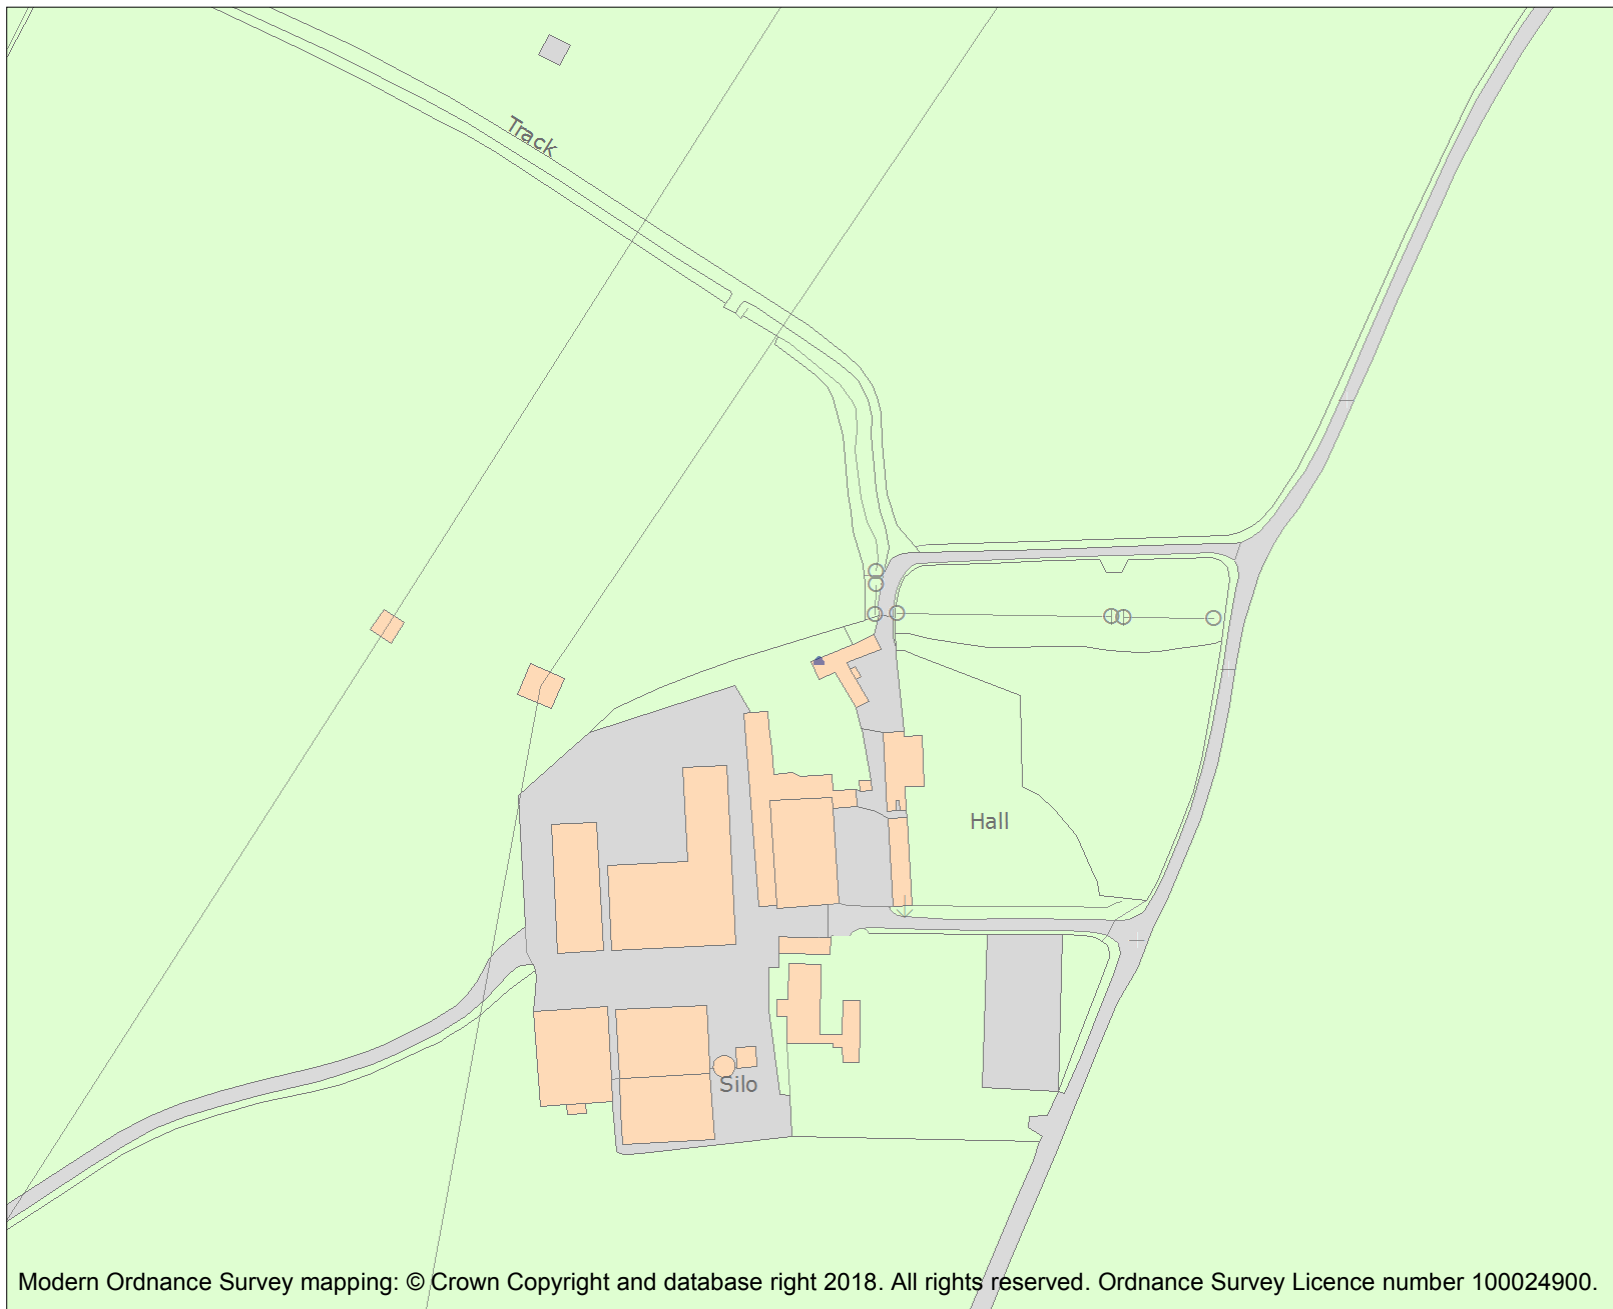 Track
Hall
Silo
Modern Ordnance Survey mapping: © Crown Copyright and database right 2018. All rights reserved. Ordnance Survey Licence number 100024900.